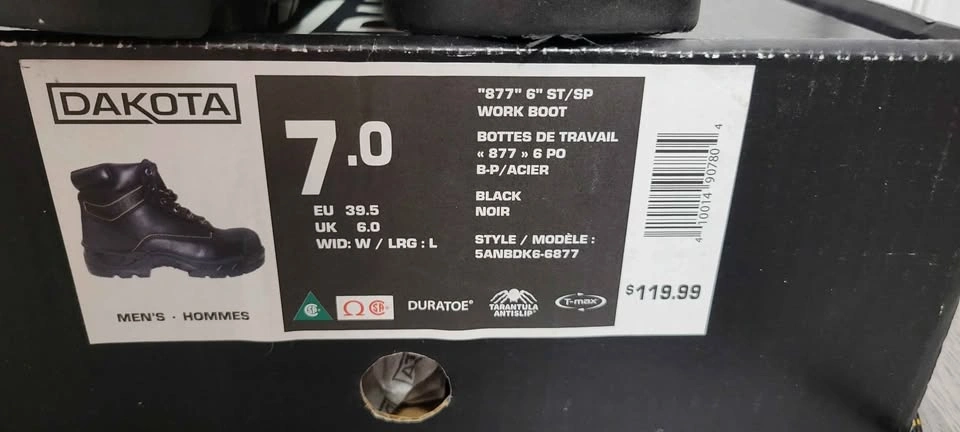 DAKOTA
MEN'S · HOMMES
7.0
EU 39.5
UK 6.0
WID: W / LRG : L
"877" 6" ST/SP
WORK BOOT
BOTTES DE TRAVAIL
« 877 » 6 PO
B-P/ACIER
BLACK
NOIR
STYLE / MODÈLE :
5ANBDK6-6877
CSA
Ω CSA
DURATOE®
TARANTULA
ANTISLIP®
T-max
4 10014 90780 4
$119.99